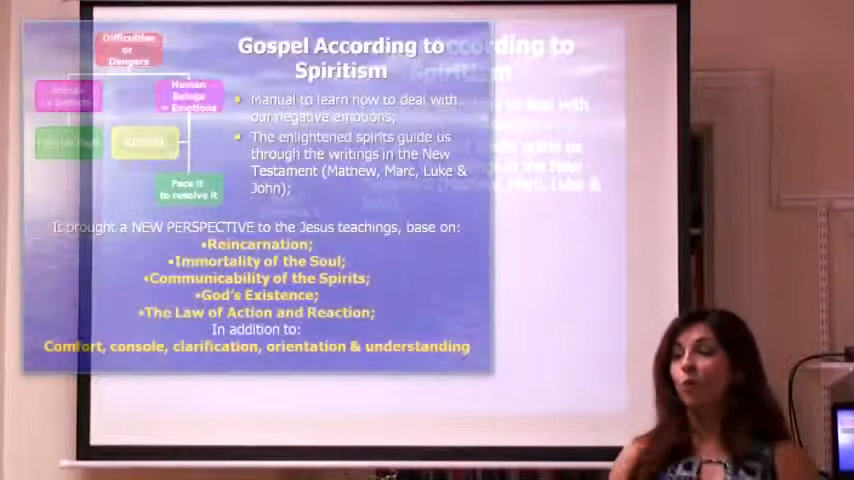 Difficulties
or
Dangers
Human
Beings
= Emotions
Face it
to resolve it
Gospel According to
Spiritism
Manual to learn how to deal with
our negative emotions;
The enlightened spirits guide us
through the writings in the New
Testament (Mathew, Marc, Luke &
John);
It brought a NEW PERSPECTIVE to the Jesus teachings, base on:
•Reincarnation;
•Immortality of the Soul;
•Communicability of the Spirits;
•God's Existence;
•The Law of Action and Reaction;
In addition to:
Comfort, console, clarification, orientation & understanding